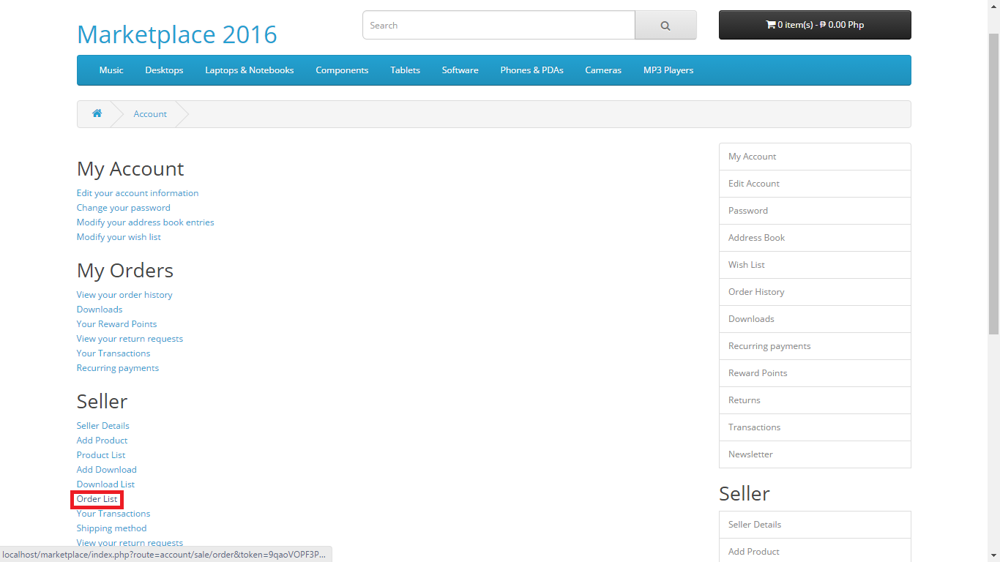 Marketplace 2016
Search
0 item(s) - ₱ 0.00 Php
Music Desktops Laptops & Notebooks Components Tablets Software Phones & PDAs Cameras MP3 Players
Account
My Account
Edit your account information
Change your password
Modify your address book entries
Modify your wish list
My Orders
View your order history
Downloads
Your Reward Points
View your return requests
Your Transactions
Recurring payments
Seller
Seller Details
Add Product
Product List
Add Download
Download List
Order List
Your Transactions
Shipping method
View your return requests
My Account
Edit Account
Password
Address Book
Wish List
Order History
Downloads
Recurring payments
Reward Points
Returns
Transactions
Newsletter
Seller
Seller Details
Add Product
localhost/marketplace/index.php?route=account/sale/order&token=9qaoVOPF3P...